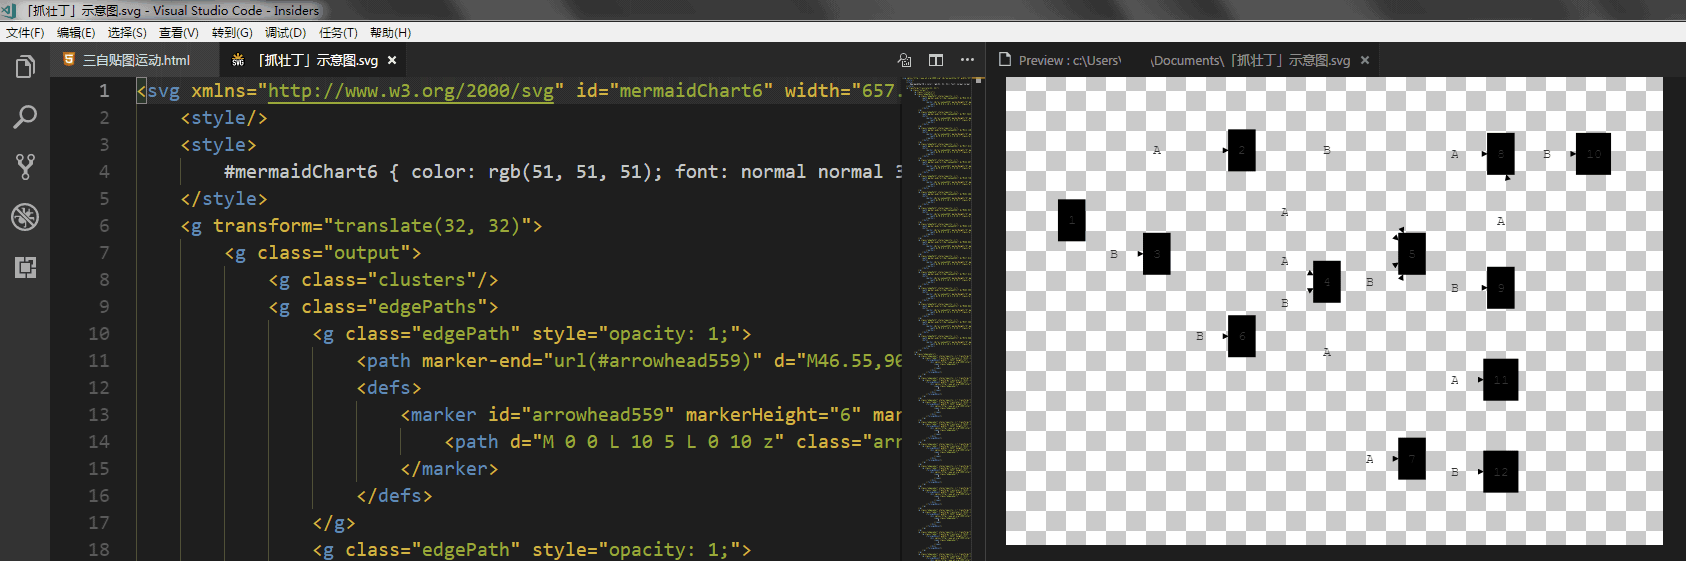 「抓壮丁」示意图.svg - Visual Studio Code - Insiders
文件(F) 编辑(E) 选择(S) 查看(V) 转到(G) 调试(D) 任务(T) 帮助(H)
三自贴图运动.html 「抓壮丁」示意图.svg ×
1 <svg xmlns="http://www.w3.org/2000/svg" id="mermaidChart6" width="657.
2 <style/>
3 <style>
4 #mermaidChart6 { color: rgb(51, 51, 51); font: normal normal 3
5 </style>
6 <g transform="translate(32, 32)">
7 <g class="output">
8 <g class="clusters"/>
9 <g class="edgePaths">
10 <g class="edgePath" style="opacity: 1;">
11 <path marker-end="url(#arrowhead559)" d="M46.55,90
12 <defs>
13 <marker id="arrowhead559" markerHeight="6" mar
14 <path d="M 0 0 L 10 5 L 0 10 z" class="arr
15 </marker>
16 </defs>
17 </g>
18 <g class="edgePath" style="opacity: 1;">
Preview : c:\Users\ \Documents\「抓壮丁」示意图.svg ×
A 2 B A 8 B 10
1 A A
B 3 A 5
4 B B 9
B
B 6 A
A 11
A 7 B 12